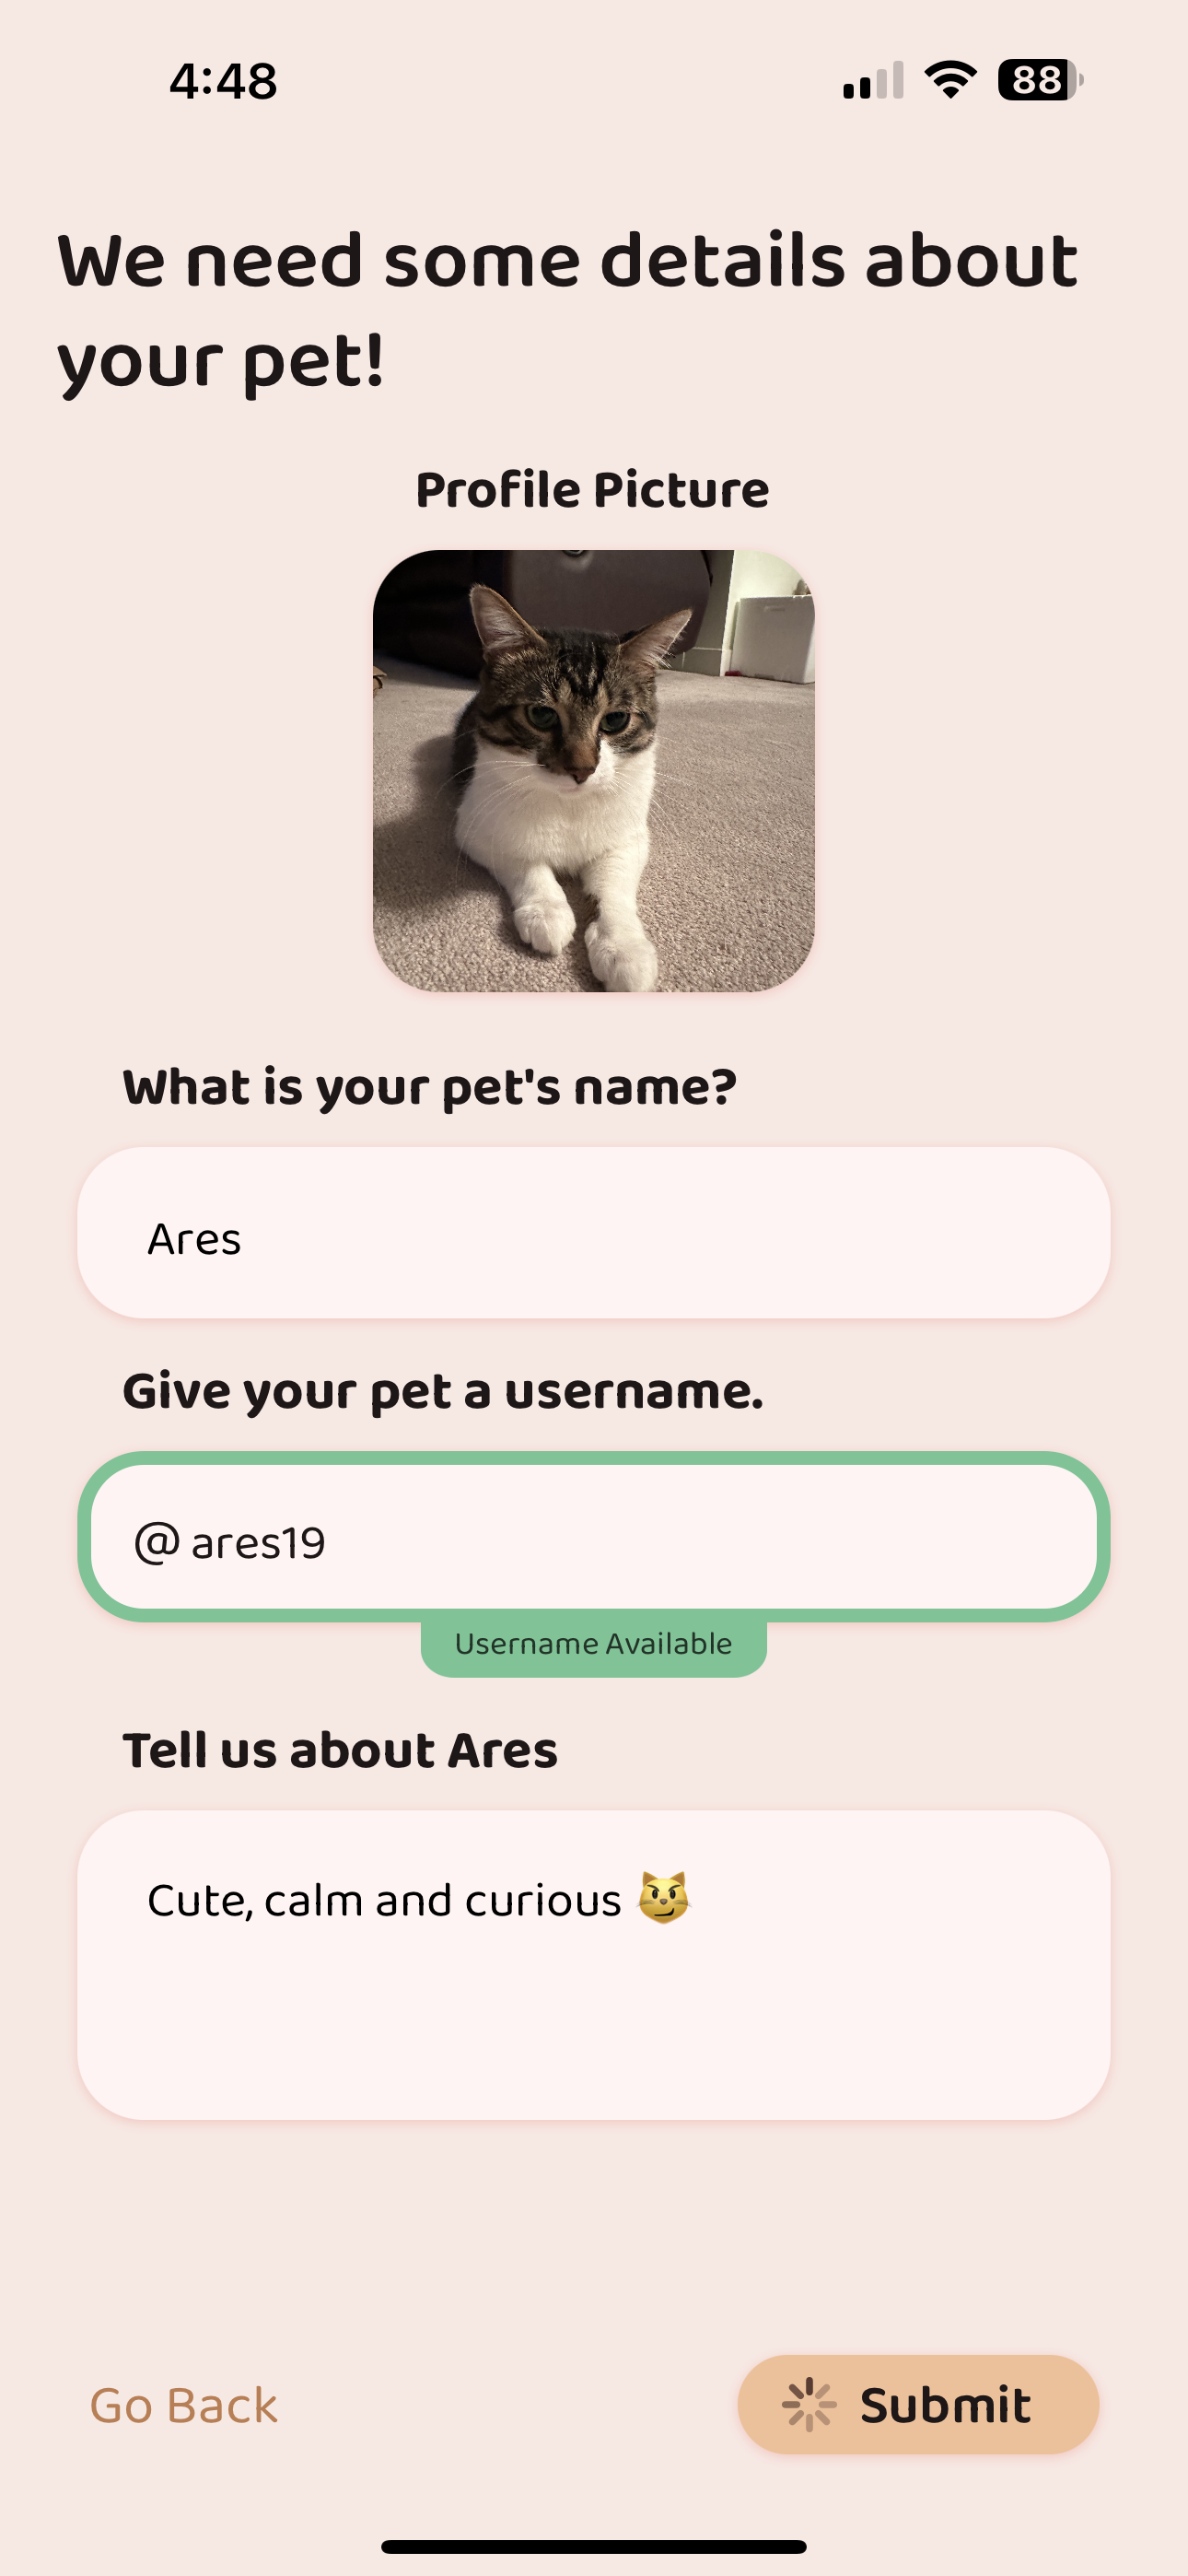 4:48
88
We need some details about
your pet!
Profile Picture
What is your pet's name?
Ares
Give your pet a username.
@ ares19
Username Available
Tell us about Ares
Cute, calm and curious 😼
Go Back
Submit